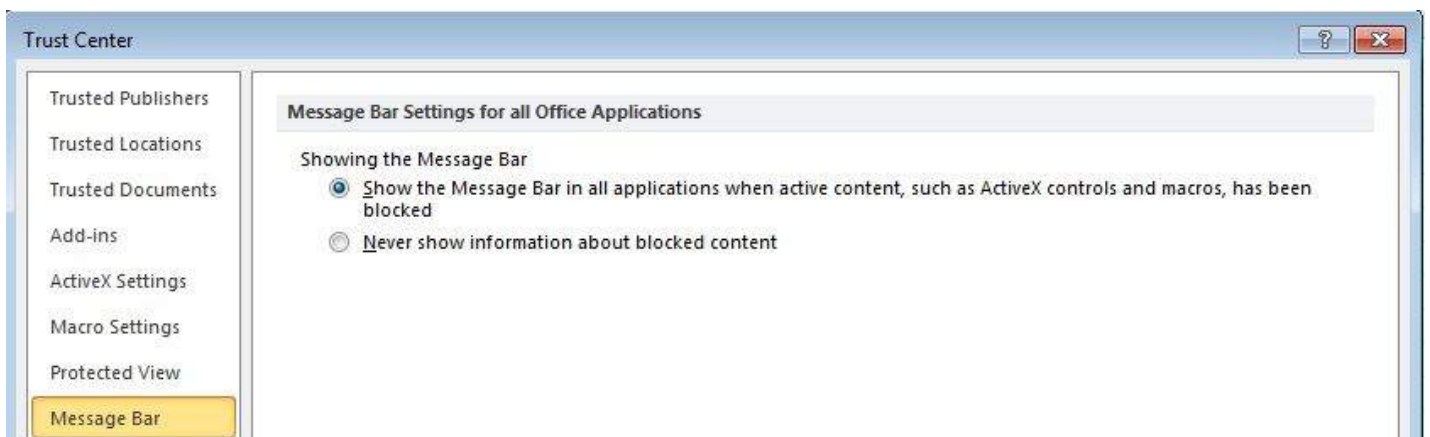 Trust Center
Trusted Publishers
Trusted Locations
Trusted Documents
Add-ins
ActiveX Settings
Macro Settings
Protected View
Message Bar
Message Bar Settings for all Office Applications
Showing the Message Bar
Show the Message Bar in all applications when active content, such as ActiveX controls and macros, has been
blocked
Never show information about blocked content